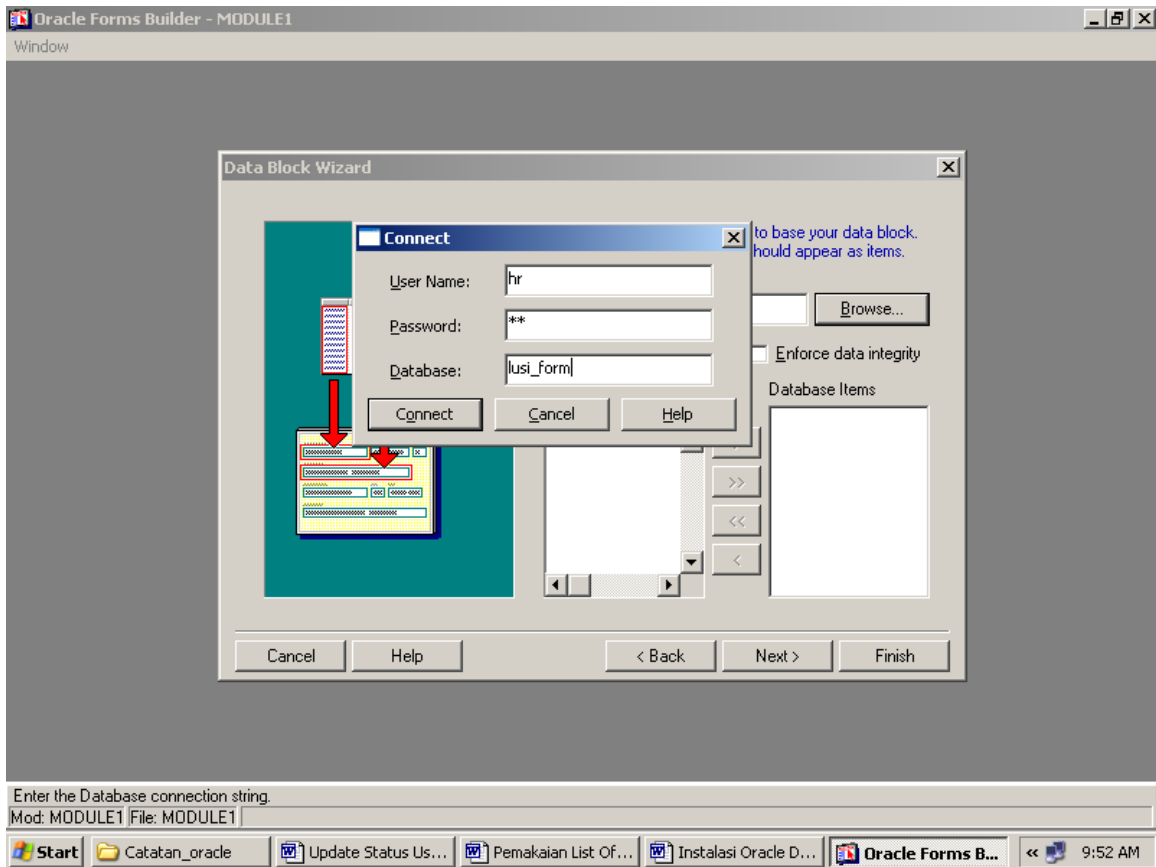 Oracle Forms Builder - MODULE1
Window
Data Block Wizard
to base your data block.
hould appear as items.
Connect
User Name: hr
Password: **
Database: lusi_form
Connect Cancel Help
Browse...
Enforce data integrity
Database Items
>>
<<
<
Cancel Help < Back Next > Finish
Enter the Database connection string.
Mod: MODULE1 File: MODULE1
Start Catatan_oracle Update Status Us... Pemakaian List Of... Instalasi Oracle D... Oracle Forms B... « 9:52 AM